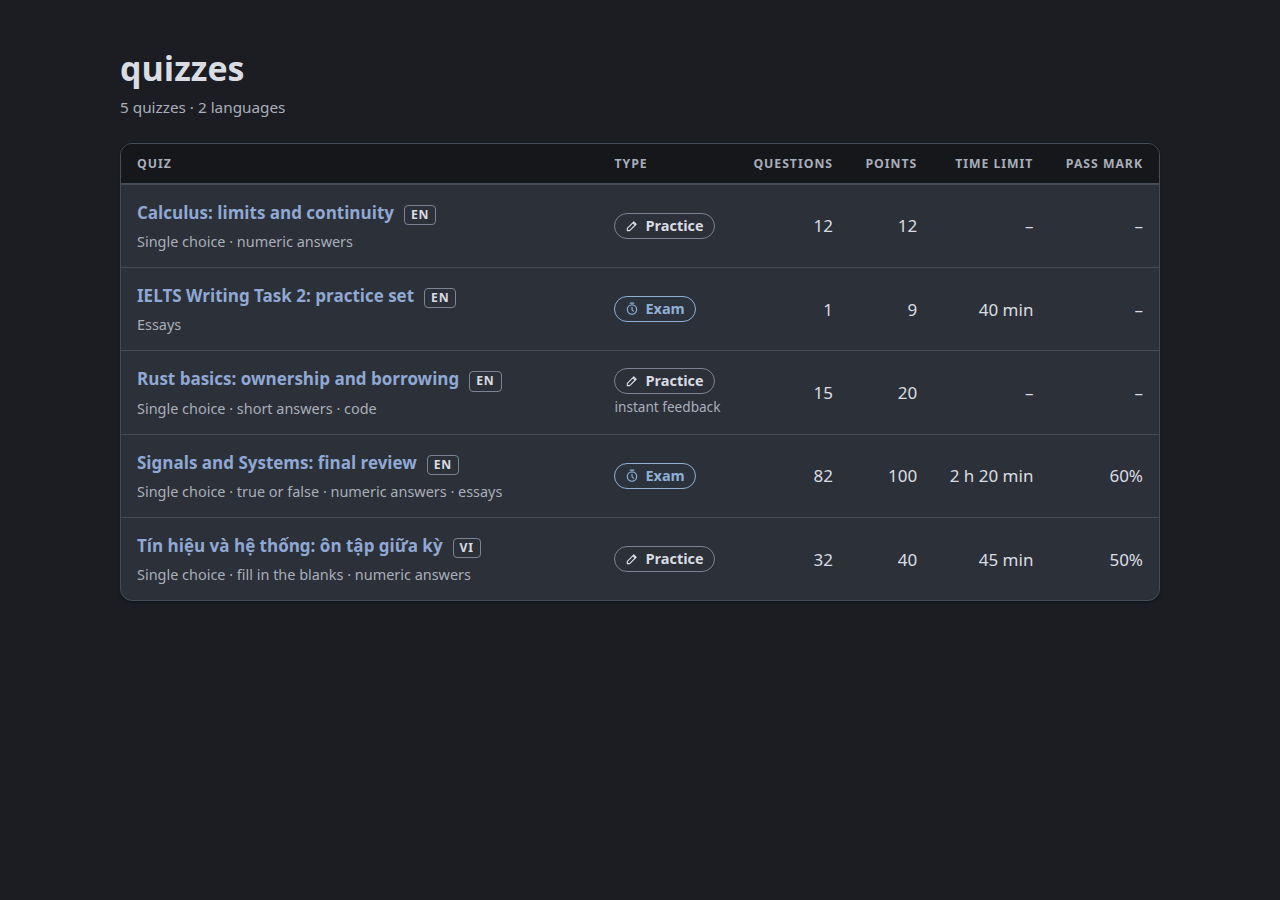 quizzes
5 quizzes · 2 languages
QUIZ TYPE QUESTIONS POINTS TIME LIMIT PASS MARK
Calculus: limits and continuity EN
Single choice · numeric answers
Practice 12 12 – –
IELTS Writing Task 2: practice set EN
Essays
Exam 1 9 40 min –
Rust basics: ownership and borrowing EN
Single choice · short answers · code
Practice
instant feedback
15 20 – –
Signals and Systems: final review EN
Single choice · true or false · numeric answers · essays
Exam 82 100 2 h 20 min 60%
Tín hiệu và hệ thống: ôn tập giữa kỳ VI
Single choice · fill in the blanks · numeric answers
Practice 32 40 45 min 50%